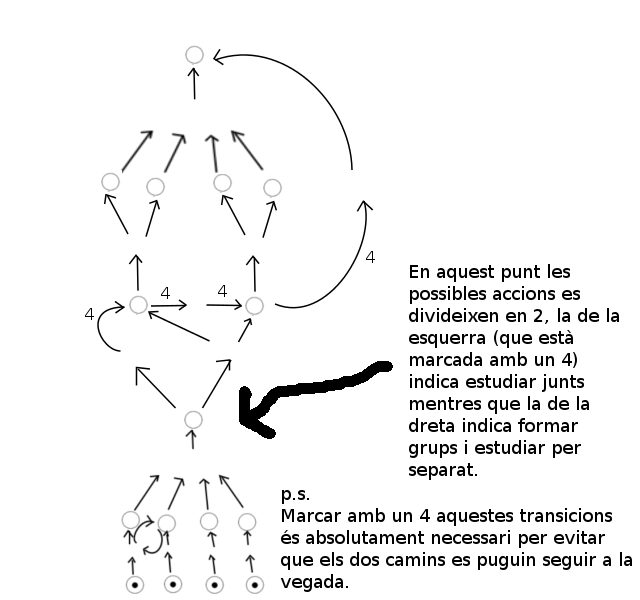 4
4
4
4
En aquest punt les
possibles accions es
divideixen en 2, la de la
esquerra (que està
marcada amb un 4)
indica estudiar junts
mentres que la de la
dreta indica formar
grups i estudiar per
separat.
p.s.
Marcar amb un 4 aquestes transicions
és absolutament necessari per evitar
que els dos camins es puguin seguir a la
vegada.